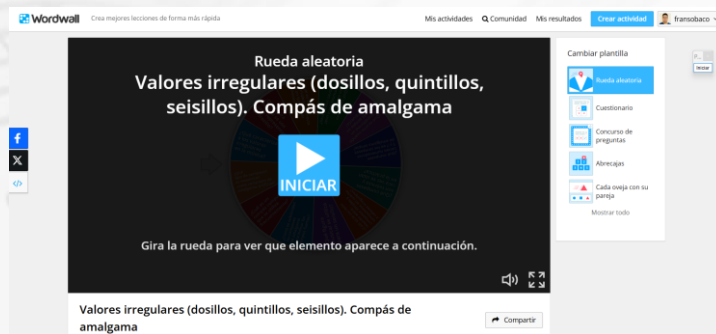 Wordwall
Crea mejores lecciones de forma más rápida
Mis actividades
Comunidad
Mis resultados
Crear actividad
fransobaco
Rueda aleatoria
Valores irregulares (dosillos, quintillos,
seisillos). Compás de
amalgama
INICIAR
Gira la rueda para ver que elemento aparece a continuación.
Cambiar plantilla
Rueda aleatoria
Cuestionario
Concurso de
preguntas
Abrecajas
Cada oveja con su
pareja
Mostrar todo
Iniciar
Valores irregulares (dosillos, quintillos, seisillos). Compás de
amalgama
Compartir